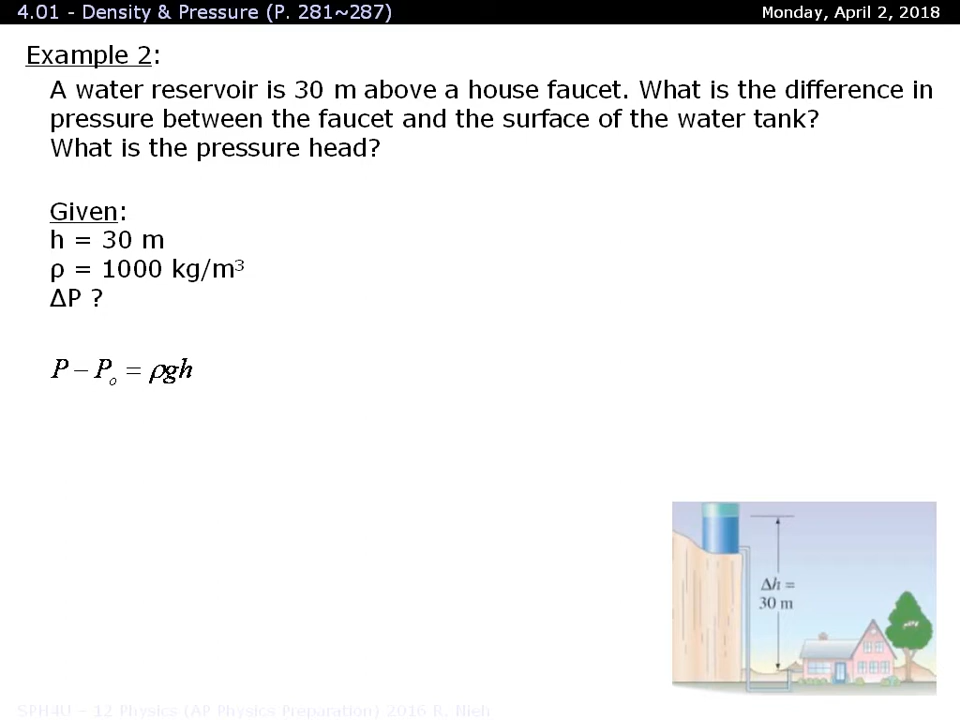 4.01 - Density & Pressure (P. 281~287)
Monday, April 2, 2018
Example 2:
A water reservoir is 30 m above a house faucet. What is the difference in
pressure between the faucet and the surface of the water tank?
What is the pressure head?
Given:
h = 30 m
ρ = 1000 kg/m³
ΔP ?
P − Pₒ = ρgh
Δh =
30 m
SPH4U – 12 Physics (AP Physics Preparation) 2016 R. Nieh